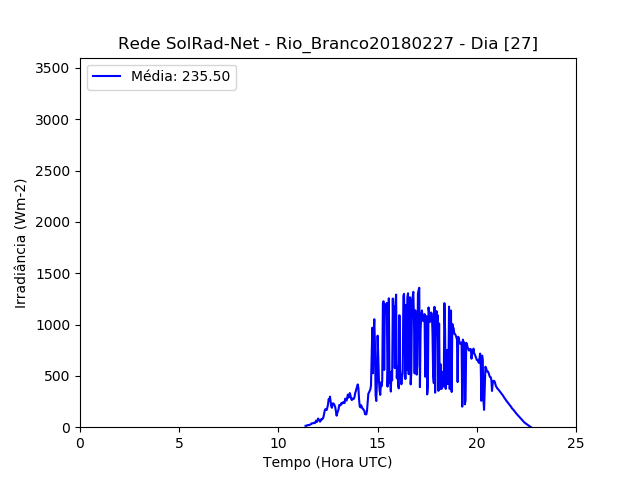 Rede SolRad-Net - Rio_Branco20180227 - Dia [27]
Média: 235.50
3500
3000
2500
2000
1500
1000
500
0
Irradiância (Wm-2)
0 5 10 15 20 25
Tempo (Hora UTC)